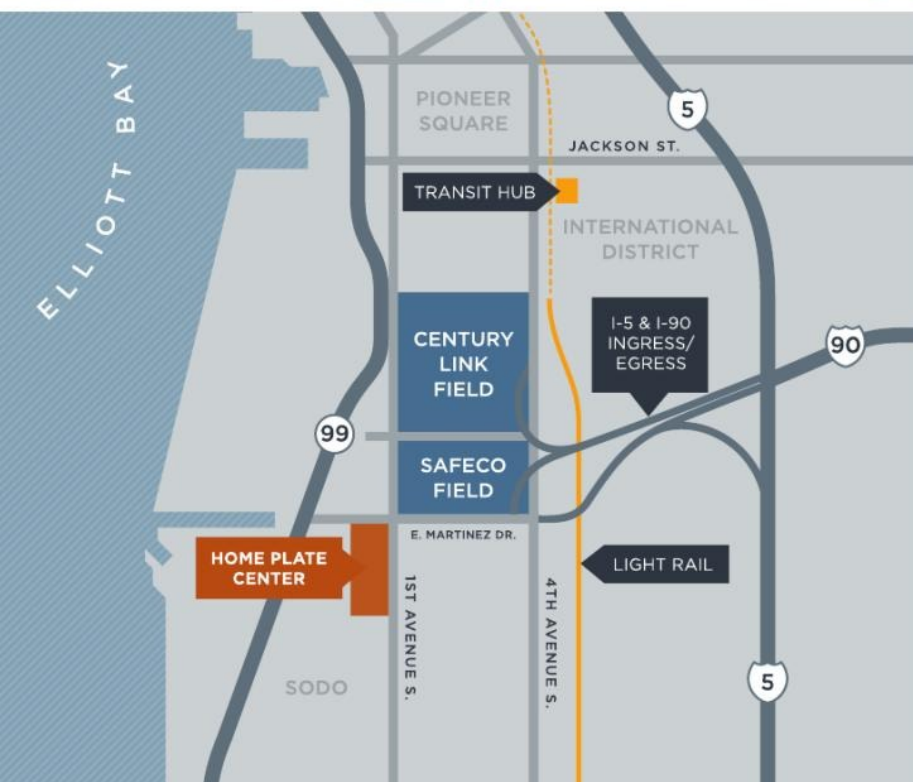 ELLIOTT BAY
PIONEER
SQUARE
5
JACKSON ST.
TRANSIT HUB
INTERNATIONAL
DISTRICT
CENTURY
LINK
FIELD
I-5 & I-90
INGRESS/
EGRESS
90
99
SAFECO
FIELD
E. MARTINEZ DR.
HOME PLATE
CENTER
LIGHT RAIL
1ST AVENUE S.
4TH AVENUE S.
SODO
5